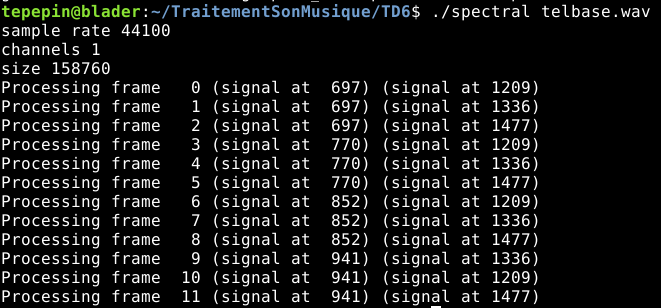 tepepin@blader:~/TraitementSonMusique/TD6$ ./spectral telbase.wav
sample rate 44100
channels 1
size 158760
Processing frame   0 (signal at  697) (signal at 1209)
Processing frame   1 (signal at  697) (signal at 1336)
Processing frame   2 (signal at  697) (signal at 1477)
Processing frame   3 (signal at  770) (signal at 1209)
Processing frame   4 (signal at  770) (signal at 1336)
Processing frame   5 (signal at  770) (signal at 1477)
Processing frame   6 (signal at  852) (signal at 1209)
Processing frame   7 (signal at  852) (signal at 1336)
Processing frame   8 (signal at  852) (signal at 1477)
Processing frame   9 (signal at  941) (signal at 1336)
Processing frame  10 (signal at  941) (signal at 1209)
Processing frame  11 (signal at  941) (signal at 1477)